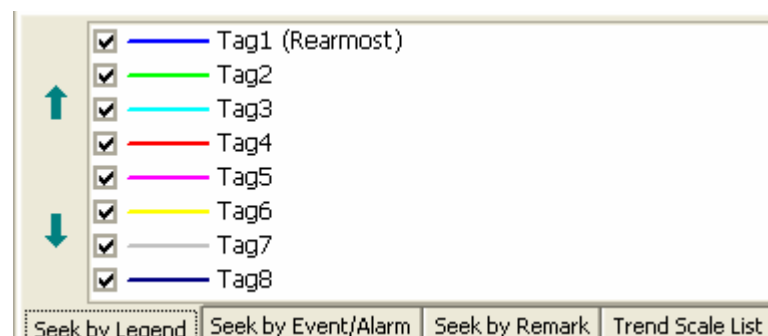 Tag1 (Rearmost)
Tag2
Tag3
Tag4
Tag5
Tag6
Tag7
Tag8
Seek by Legend Seek by Event/Alarm Seek by Remark Trend Scale List